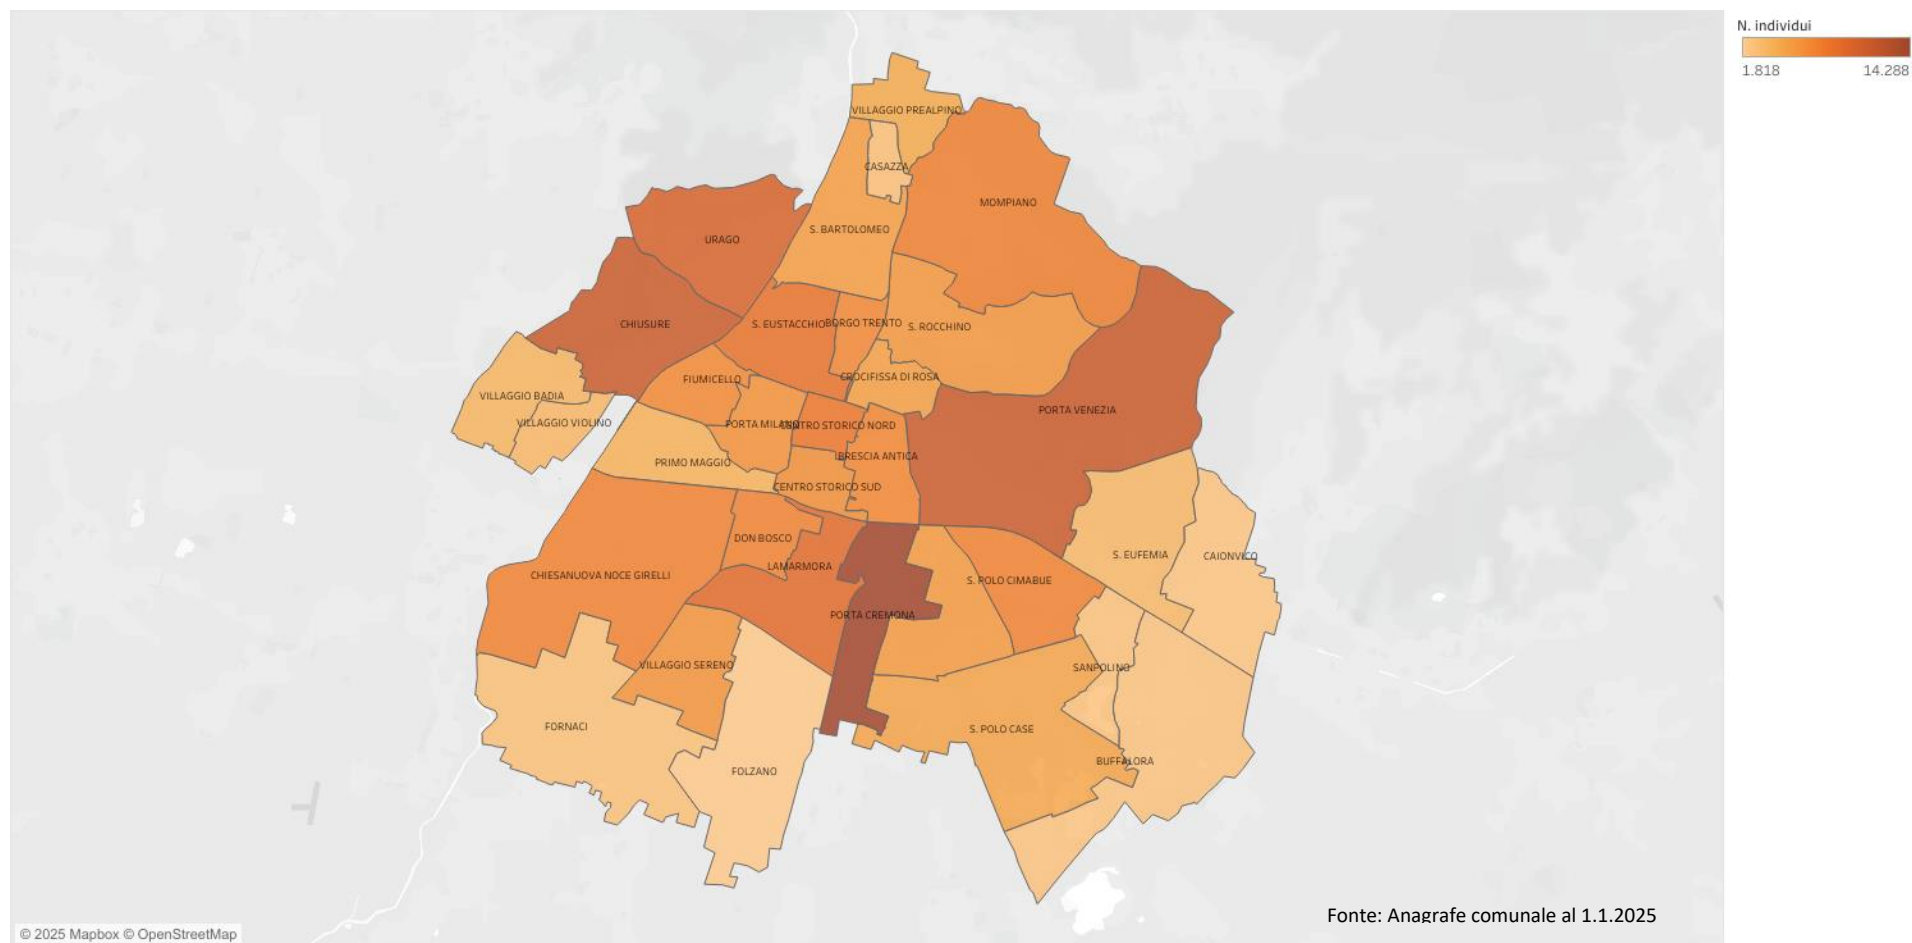 N. individui
1.818 14.288
VILLAGGIO PREALPINO
CASAZZA
MOMPIANO
S. BARTOLOMEO
URAGO
CHIUSURE
S. EUSTACCHIO
BORGO TRENTO
S. ROCCHINO
FIUMICELLO
CROCIFISSA DI ROSA
VILLAGGIO BADIA
PORTA VENEZIA
VILLAGGIO VIOLINO
PORTA MILANO
CENTRO STORICO NORD
BRESCIA ANTICA
PRIMO MAGGIO
CENTRO STORICO SUD
DON BOSCO
S. EUFEMIA
CAIONVICO
LAMARMORA
CHIESANUOVA NOCE GIRELLI
S. POLO CIMABUE
PORTA CREMONA
VILLAGGIO SERENO
SANPOLINO
FORNACI
S. POLO CASE
BUFFALORA
FOLZANO
Fonte: Anagrafe comunale al 1.1.2025
© 2025 Mapbox © OpenStreetMap